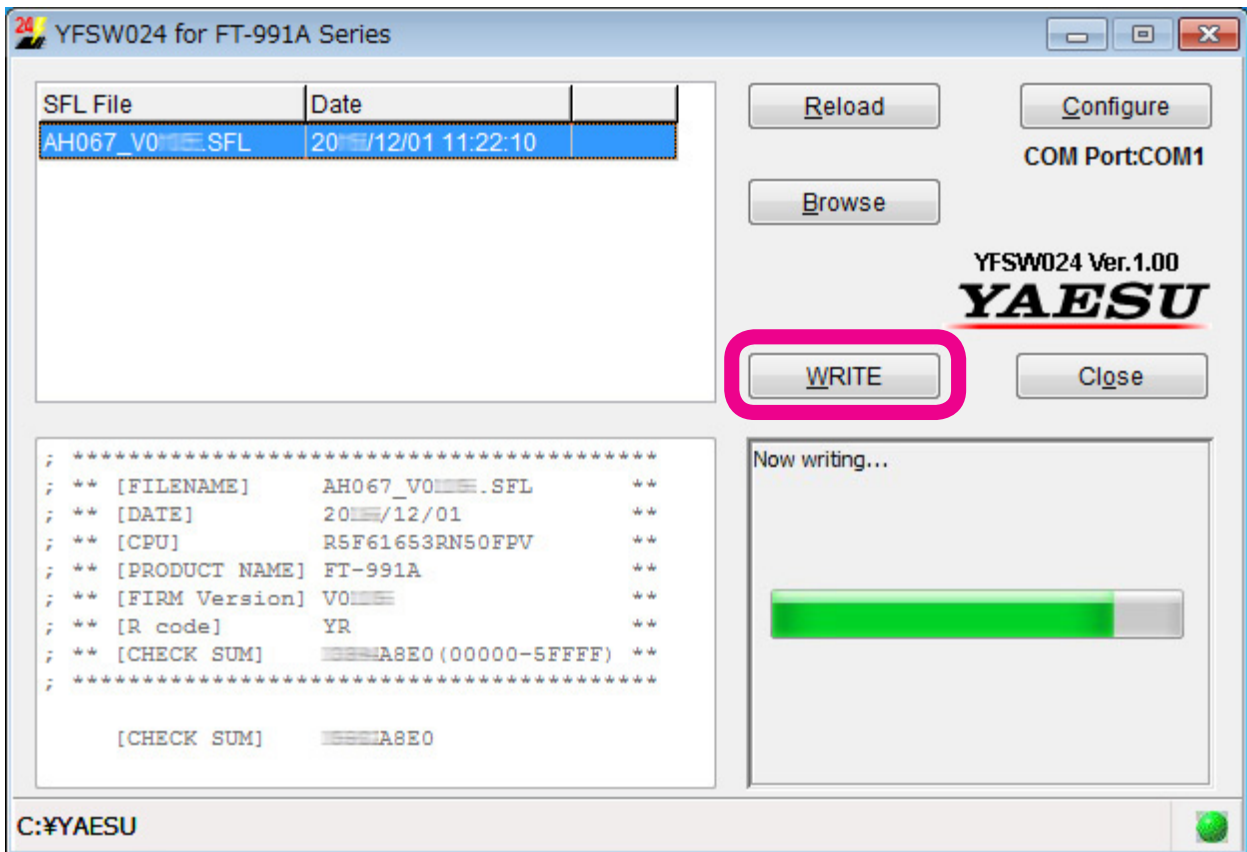 YFSW024 for FT-991A Series
SFL File Date
AH067_V0 .SFL 20 /12/01 11:22:10
Reload
Configure
COM Port:COM1
Browse
YFSW024 Ver.1.00
YAESU
WRITE
Close
; ******************************************
; ** [FILENAME] AH067_V0 .SFL **
; ** [DATE] 20 /12/01 **
; ** [CPU] R5F61653RN50FPV **
; ** [PRODUCT NAME] FT-991A **
; ** [FIRM Version] V0 **
; ** [R code] YR **
; ** [CHECK SUM] A8E0(00000-5FFFF) **
; ******************************************
[CHECK SUM] A8E0
Now writing...
C:¥YAESU